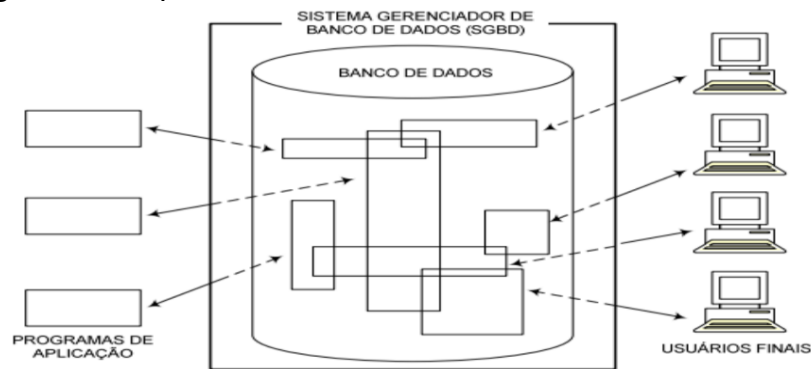 SISTEMA GERENCIADOR DE
BANCO DE DADOS (SGBD)
BANCO DE DADOS
PROGRAMAS DE
APLICAÇÃO
USUÁRIOS FINAIS